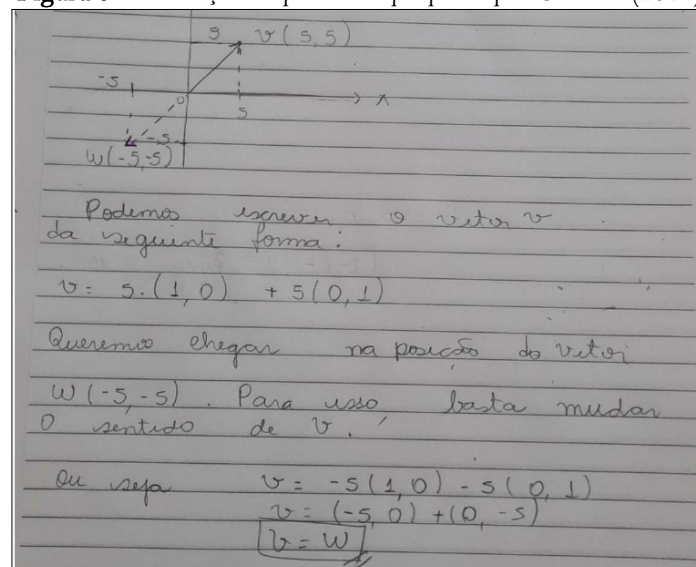 5 v(5,5)
-5
0 5 x
-5
W(-5,-5)
Podemos escrever o vetor v
da seguinte forma:
v= 5.(1,0) + 5(0,1)
Queremos chegar na posição do vetor
W(-5,-5). Para isso basta mudar
O sentido de v.
Ou seja v= -5(1,0) - 5(0,1)
v= (-5,0) + (0,-5)
v=W